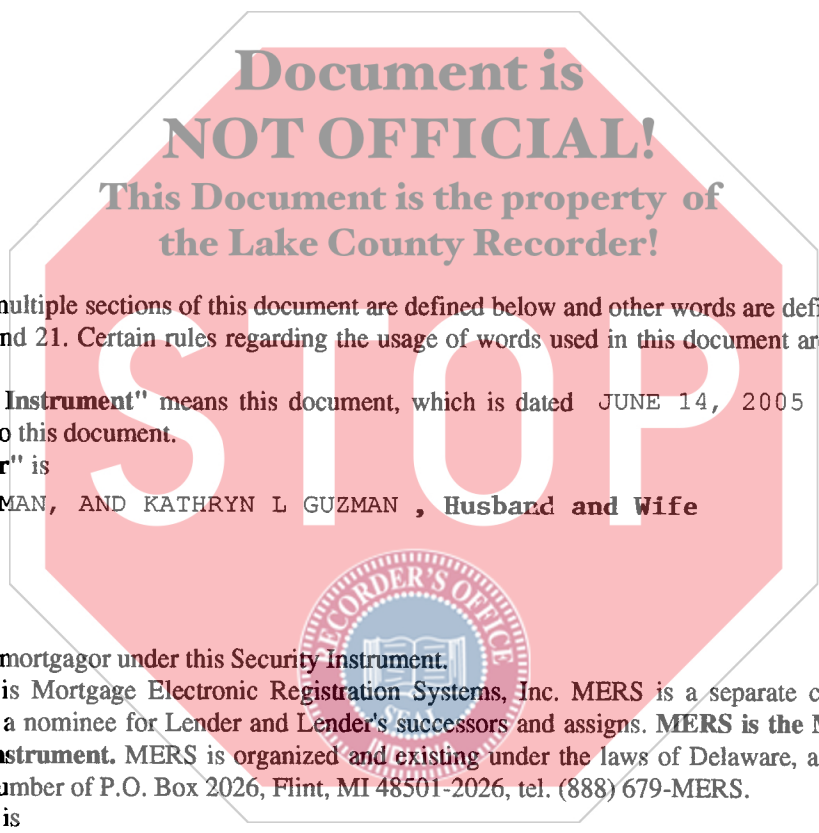 Document is
NOT OFFICIAL!
This Document is the property of
the Lake County Recorder!
STOP
multiple sections of this document are defined below and other words are defi
nd 21. Certain rules regarding the usage of words used in this document ar
Instrument" means this document, which is dated JUNE 14, 2005
o this document.
r" is
MAN, AND KATHRYN L GUZMAN , Husband and Wife
RECORDER'S OFFICE
SEAL
mortgagor under this Security Instrument.
is Mortgage Electronic Registration Systems, Inc. MERS is a separate c
a nominee for Lender and Lender's successors and assigns. MERS is the M
nstrument. MERS is organized and existing under the laws of Delaware, a
umber of P.O. Box 2026, Flint, MI 48501-2026, tel. (888) 679-MERS.
is